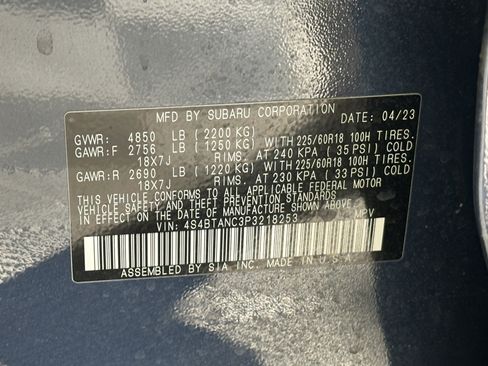 MFD BY SUBARU CORPORATION DATE: 04/23
GVWR: 4850 LB (2200 KG)
GAWR:F 2756 LB (1250 KG) WITH 225/60R18 100H TIRES.
18X7J RIMS, AT 240 KPA (35 PSI) COLD
GAWR:R 2690 LB (1220 KG) WITH 225/60R18 100H TIRES.
18X7J RIMS, AT 230 KPA (33 PSI) COLD
THIS VEHICLE CONFORMS TO ALL APPLICABLE FEDERAL MOTOR
VEHICLE SAFETY AND THEFT PREVENTION STANDARDS
IN EFFECT ON THE DATE OF MANUFACTURE SHOWN ABOVE.
VIN: 4S4BTANC3P3218253 MPV
ASSEMBLED BY SIA INC. MADE IN U.S.A.